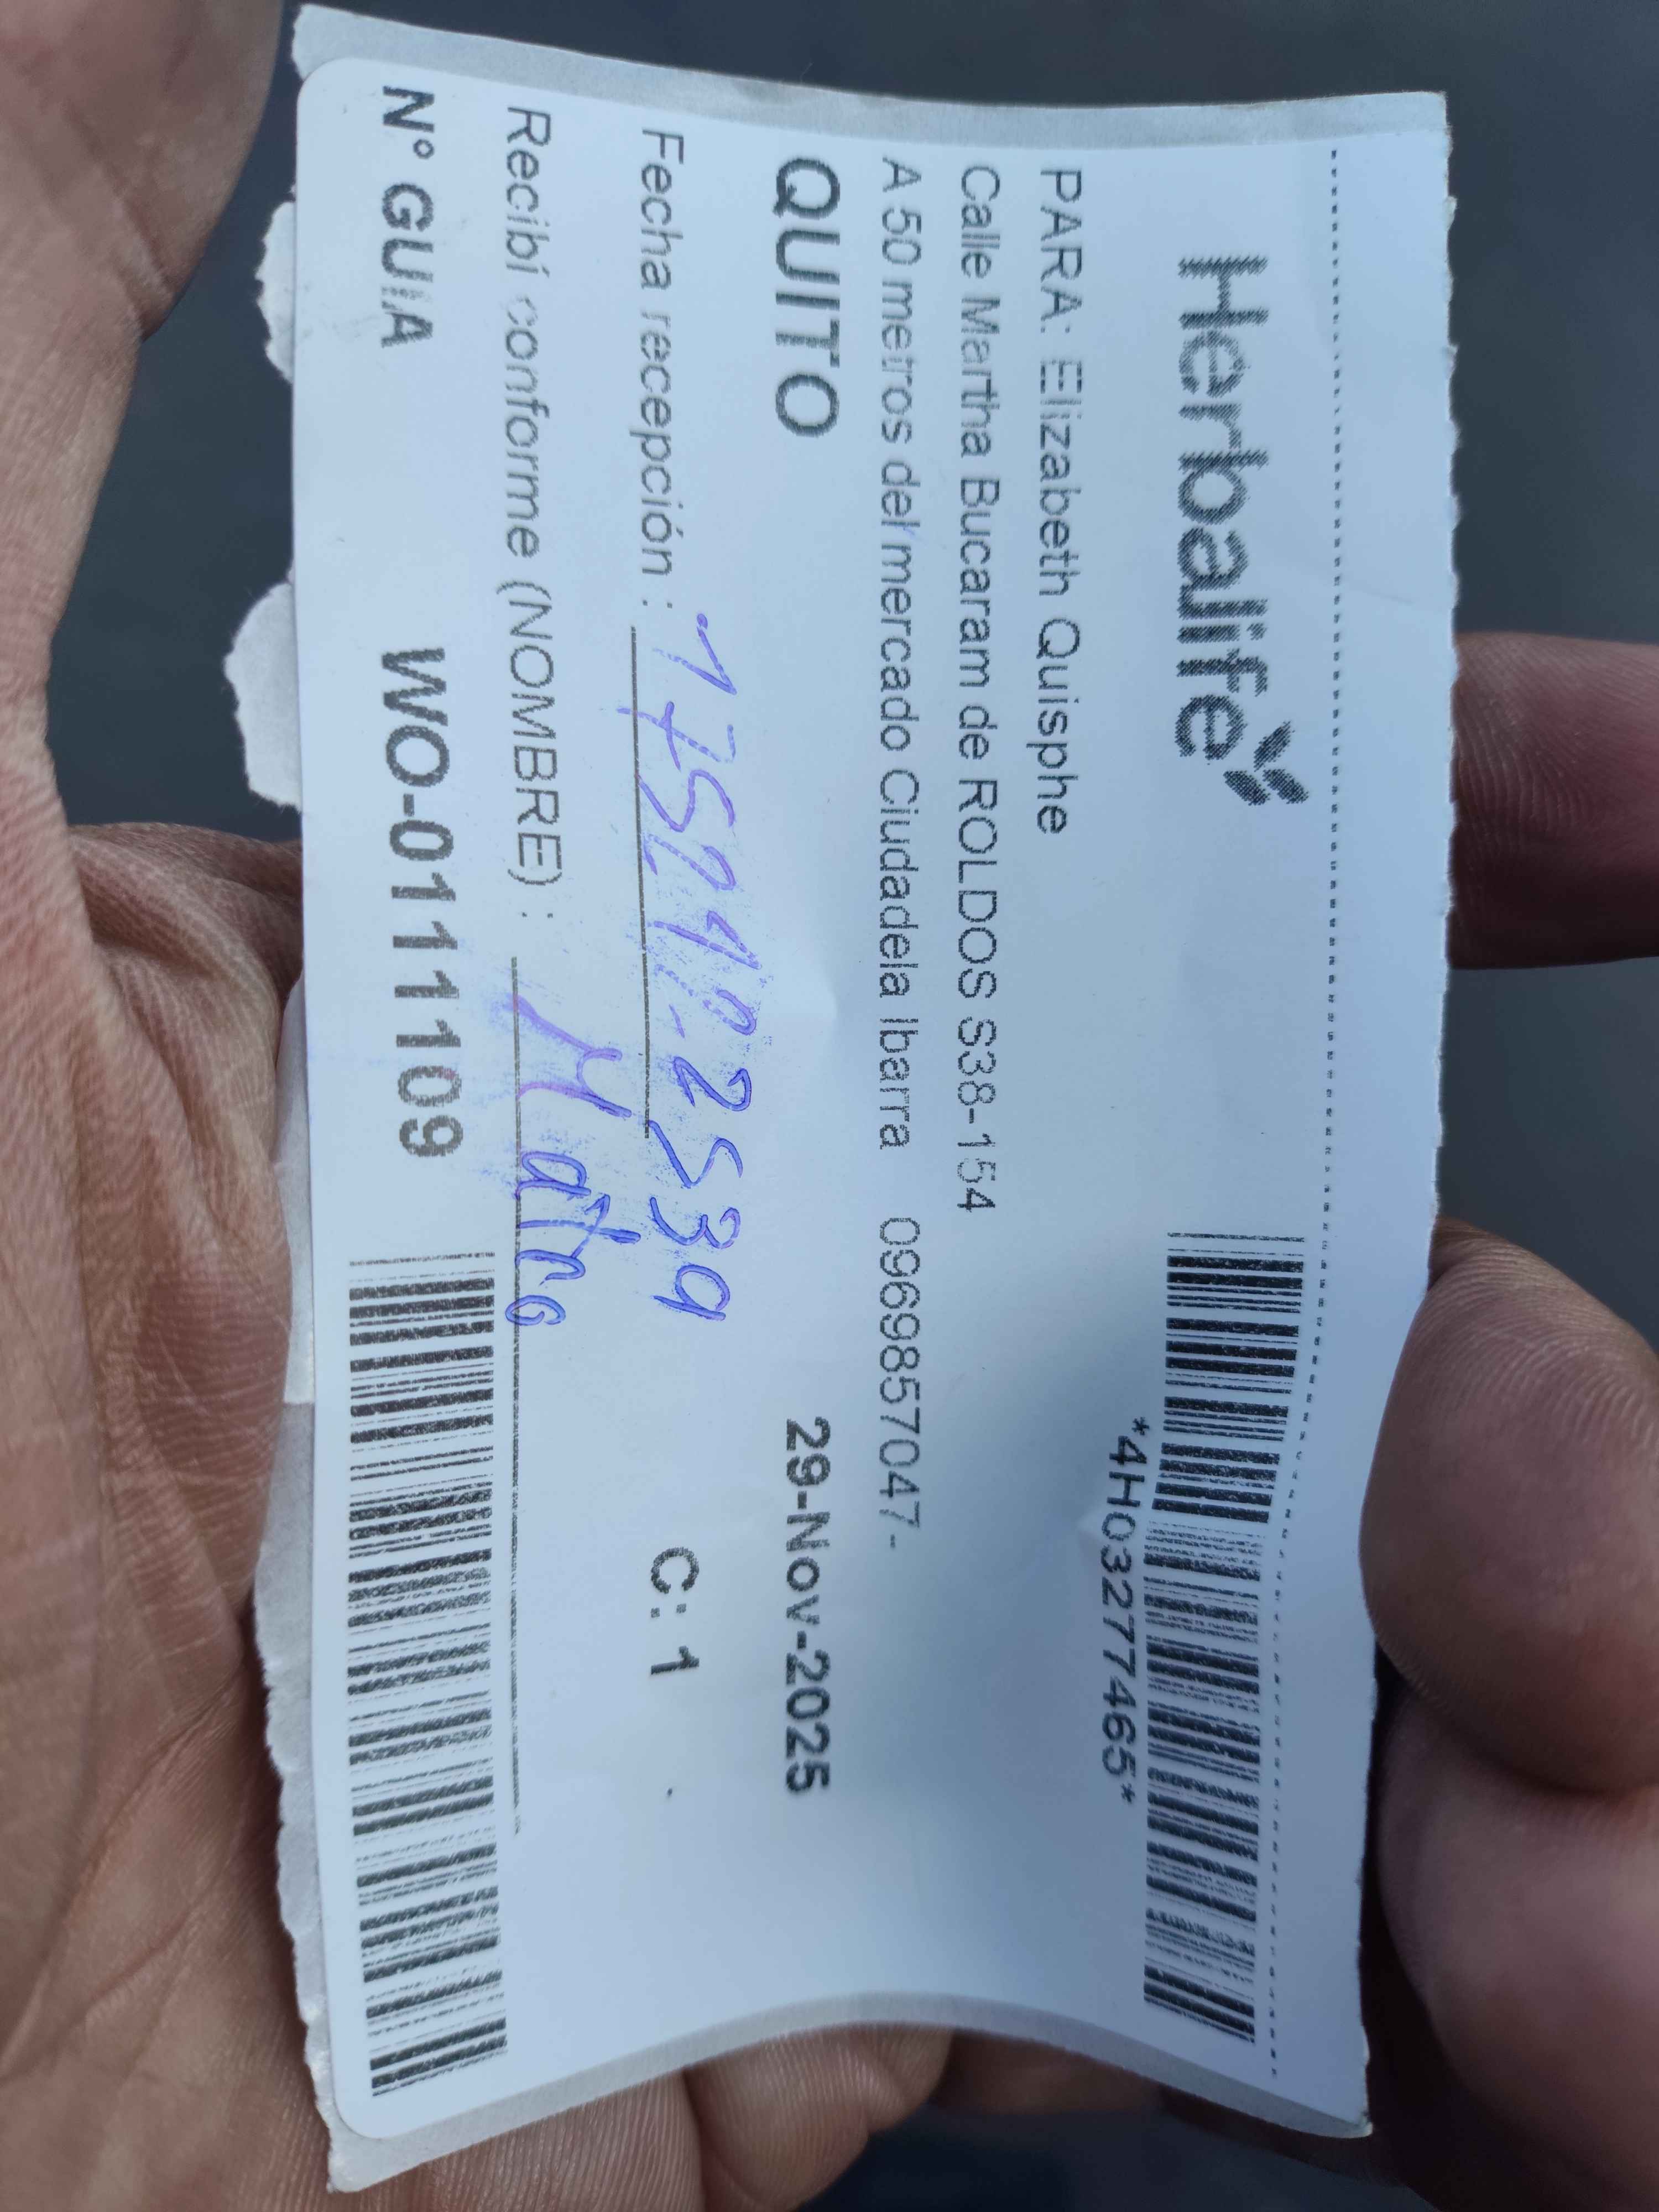 Herbalife
*4H03277465*
PARA: Elizabeth Quisphe
Calle Martha Bucaram de ROLDOS S38-154
A 50 metros del mercado Ciudadela Ibarra 0969857047-
QUITO 29-Nov-2025
Fecha recepción : C: 1
Recibí conforme (NOMBRE) :
N° GUIA WO-0111109